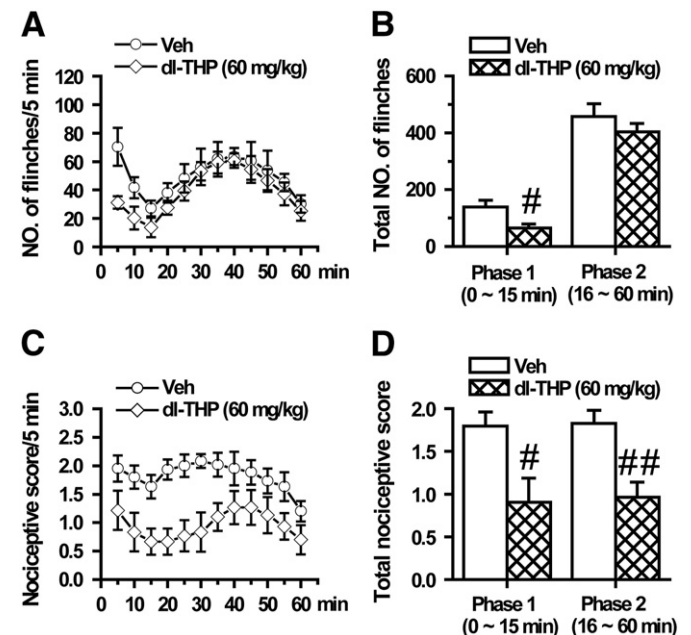 A
Veh
dl-THP (60 mg/kg)
NO. of flinches/5 min
120
100
80
60
40
20
0
0 10 20 30 40 50 60 min
B
Veh
dl-THP (60 mg/kg)
Total NO. of flinches
600
400
200
0
#
Phase 1 Phase 2
(0 ~ 15 min) (16 ~ 60 min)
C
Veh
dl-THP (60 mg/kg)
Nociceptive score/5 min
3.0
2.5
2.0
1.5
1.0
0.5
0.0
0 10 20 30 40 50 60 min
D
Veh
dl-THP (60 mg/kg)
Total nociceptive score
2.0
1.5
1.0
0.5
0.0
#
##
Phase 1 Phase 2
(0 ~ 15 min) (16 ~ 60 min)